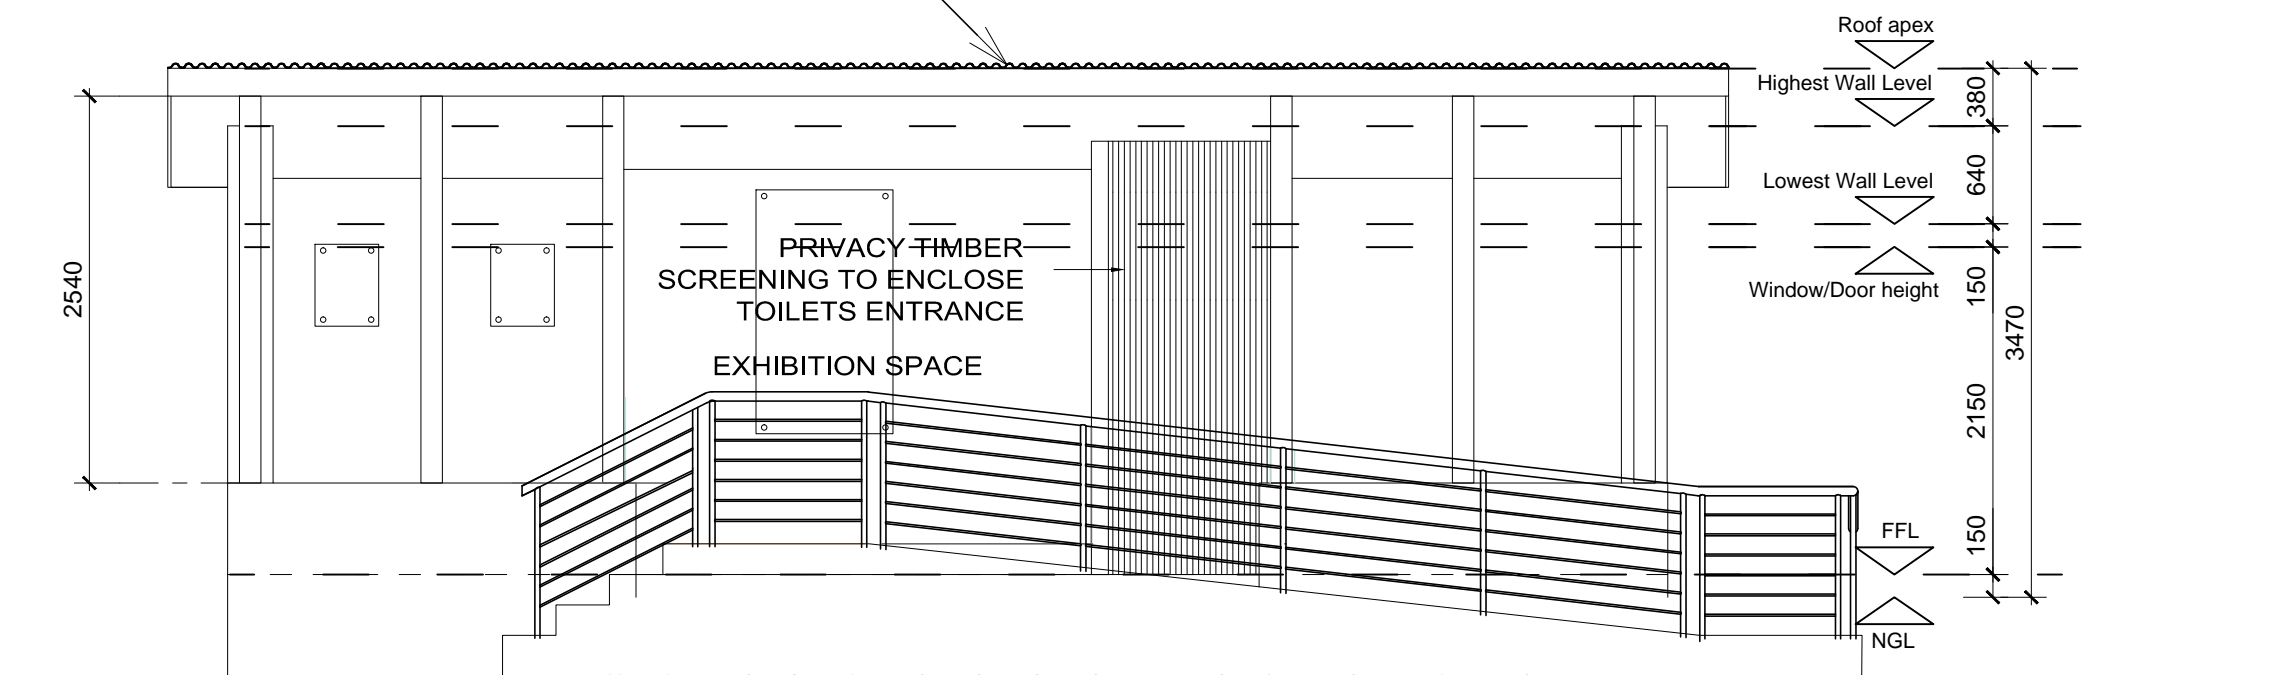 Roof apex
Highest Wall Level
380
Lowest Wall Level
640
PRIVACY TIMBER
SCREENING TO ENCLOSE
TOILETS ENTRANCE
EXHIBITION SPACE
2540
Window/Door height
150
3470
2150
FFL
150
NGL